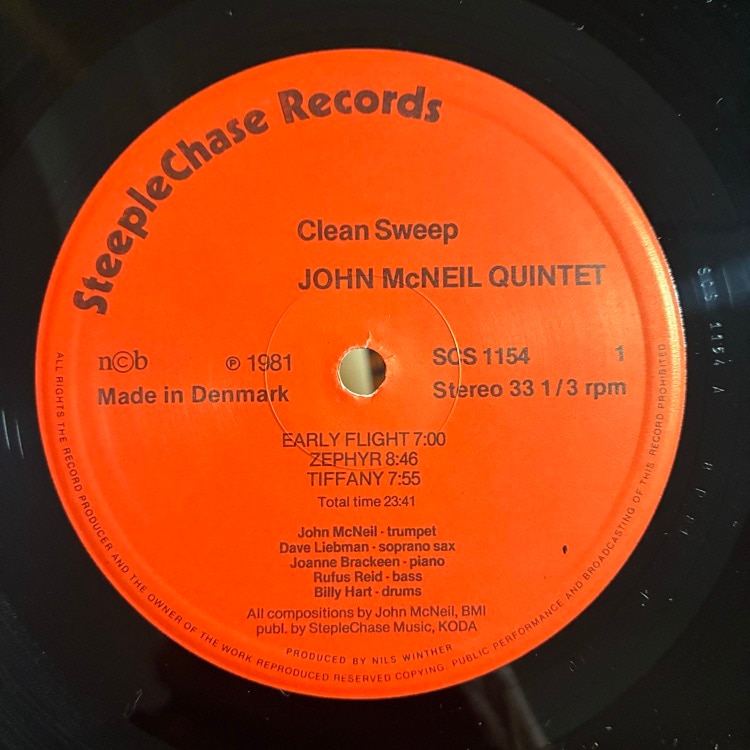 SteepleChase Records
Clean Sweep
JOHN McNEIL QUINTET
n©b
℗ 1981
SCS 1154
1
Made in Denmark
Stereo 33 1/3 rpm
EARLY FLIGHT 7:00
ZEPHYR 8:46
TIFFANY 7:55
Total time 23:41
John McNeil - trumpet
Dave Liebman - soprano sax
Joanne Brackeen - piano
Rufus Reid - bass
Billy Hart - drums
All compositions by John McNeil, BMI
publ. by StepleChase Music, KODA
PRODUCED BY NILS WINTHER
ALL RIGHTS THE RECORD PRODUCER AND THE OWNER OF THE WORK REPRODUCED RESERVED COPYING, PUBLIC PERFORMANCE AND BROADCASTING OF THIS RECORD PROHIBITED
SCS 1154 A